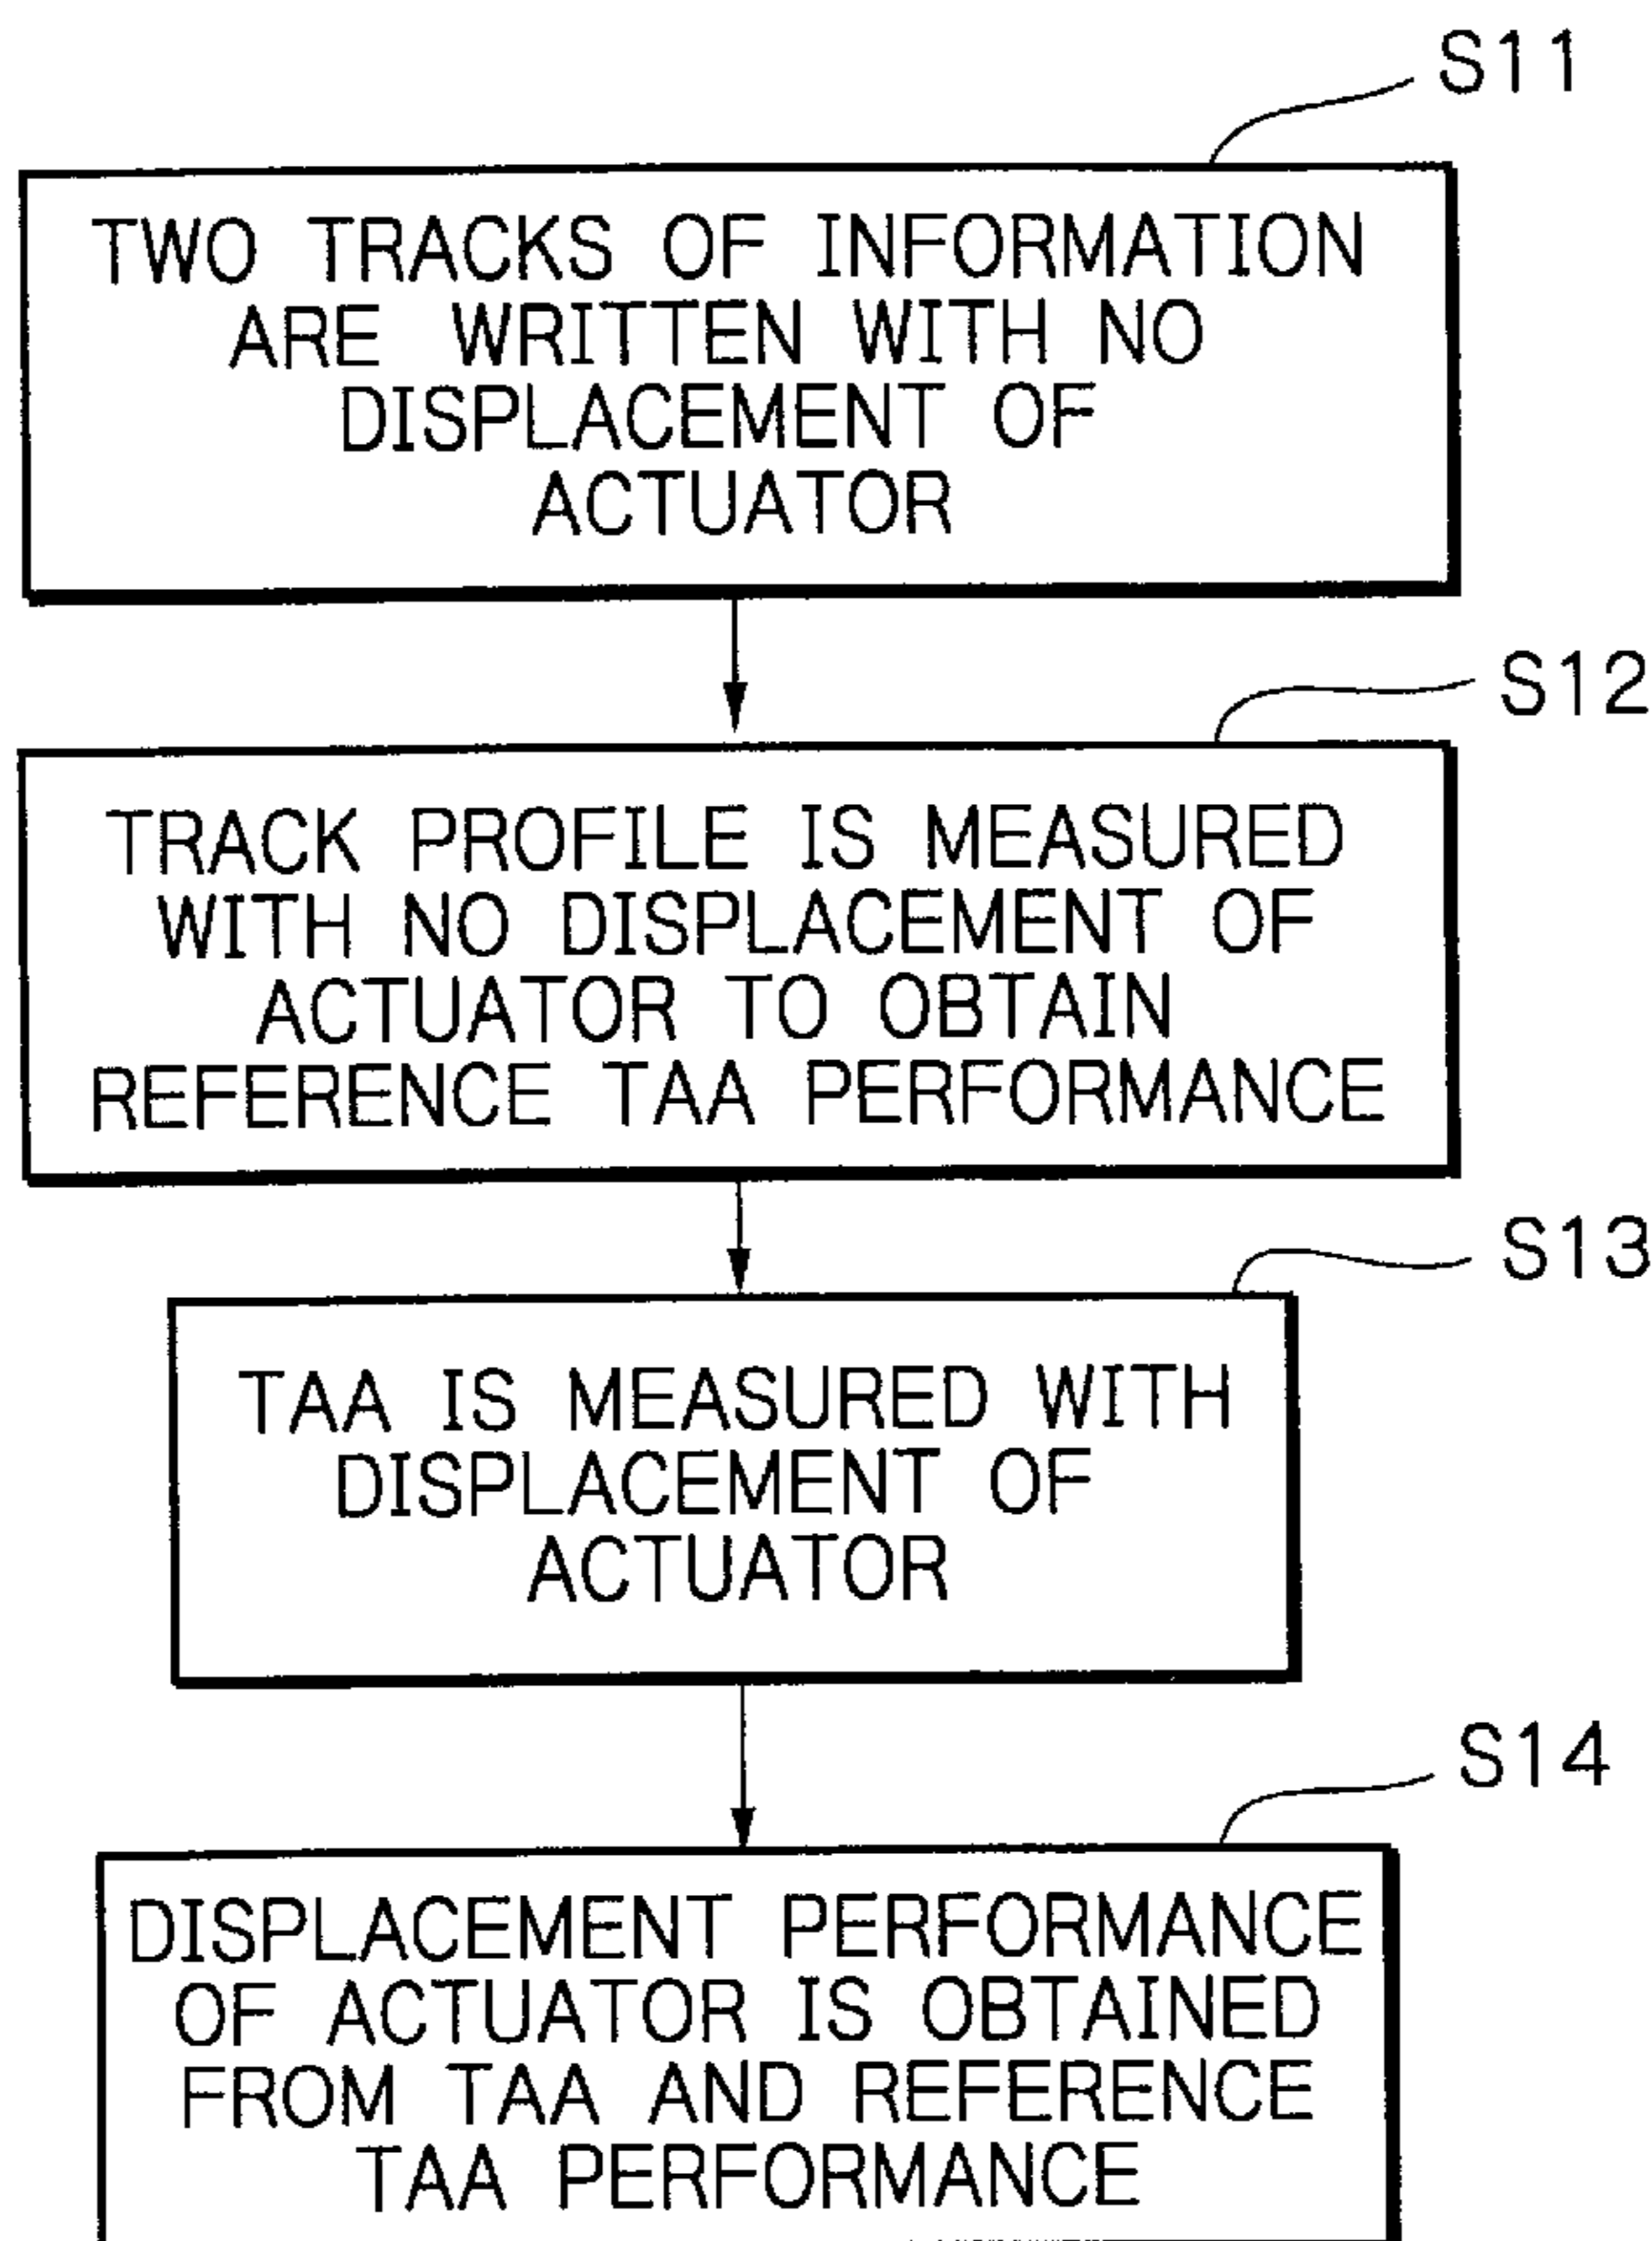 S11
TWO TRACKS OF INFORMATION
ARE WRITTEN WITH NO
DISPLACEMENT OF
ACTUATOR
S12
TRACK PROFILE IS MEASURED
WITH NO DISPLACEMENT OF
ACTUATOR TO OBTAIN
REFERENCE TAA PERFORMANCE
S13
TAA IS MEASURED WITH
DISPLACEMENT OF
ACTUATOR
S14
DISPLACEMENT PERFORMANCE
OF ACTUATOR IS OBTAINED
FROM TAA AND REFERENCE
TAA PERFORMANCE